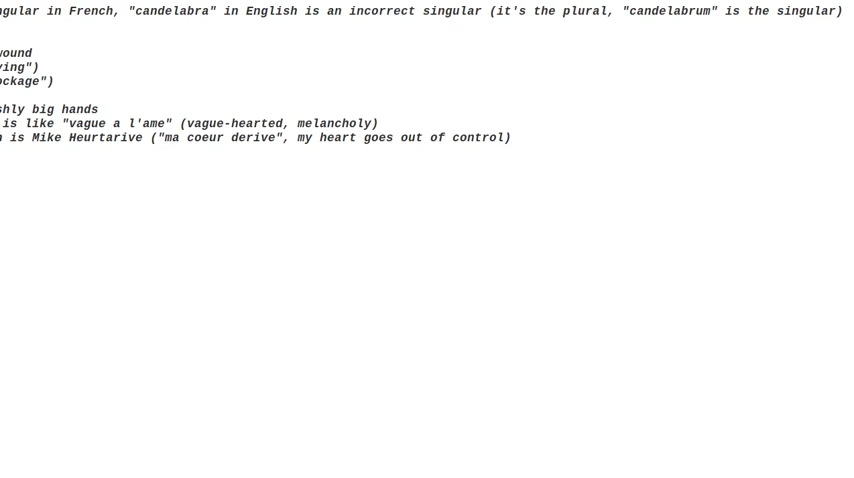 ngular in French, "candelabra" in English is an incorrect singular (it's the plural, "candelabrum" is the singular)
wound
ving")
ockage")
shly big hands
is like "vague a l'ame" (vague-hearted, melancholy)
n is Mike Heurtarive ("ma coeur derive", my heart goes out of control)